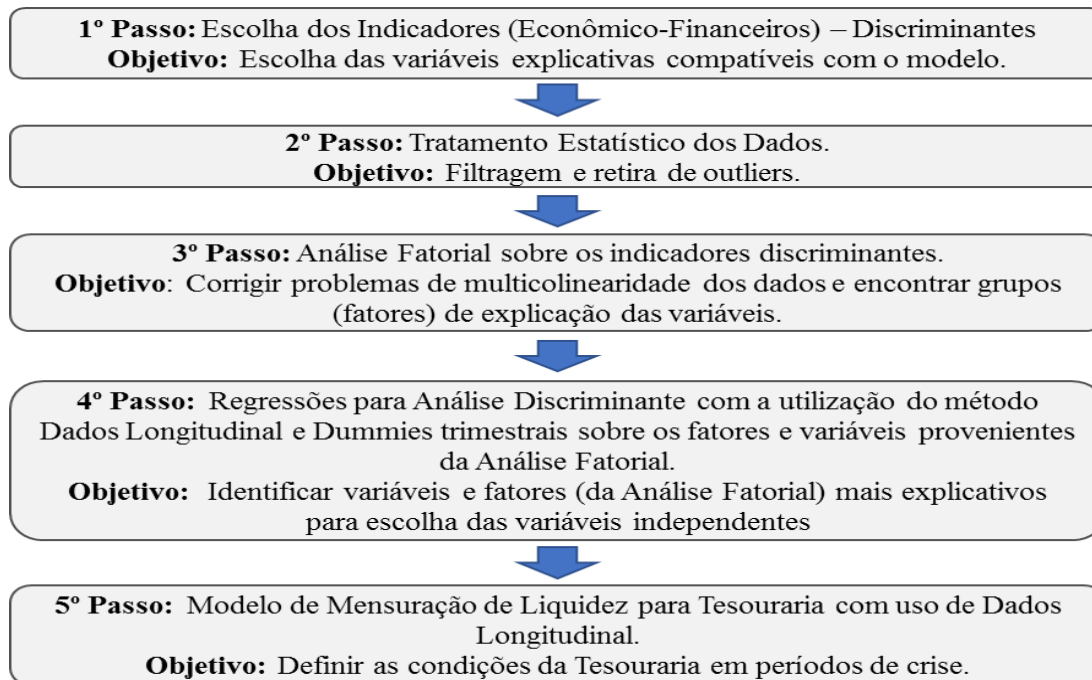 1º Passo: Escolha dos Indicadores (Econômico-Financeiros) – Discriminantes
Objetivo: Escolha das variáveis explicativas compatíveis com o modelo.
2º Passo: Tratamento Estatístico dos Dados.
Objetivo: Filtragem e retira de outliers.
3º Passo: Análise Fatorial sobre os indicadores discriminantes.
Objetivo: Corrigir problemas de multicolinearidade dos dados e encontrar grupos
(fatores) de explicação das variáveis.
4º Passo: Regressões para Análise Discriminante com a utilização do método
Dados Longitudinal e Dummies trimestrais sobre os fatores e variáveis provenientes
da Análise Fatorial.
Objetivo: Identificar variáveis e fatores (da Análise Fatorial) mais explicativos
para escolha das variáveis independentes
5º Passo: Modelo de Mensuração de Liquidez para Tesouraria com uso de Dados
Longitudinal.
Objetivo: Definir as condições da Tesouraria em períodos de crise.